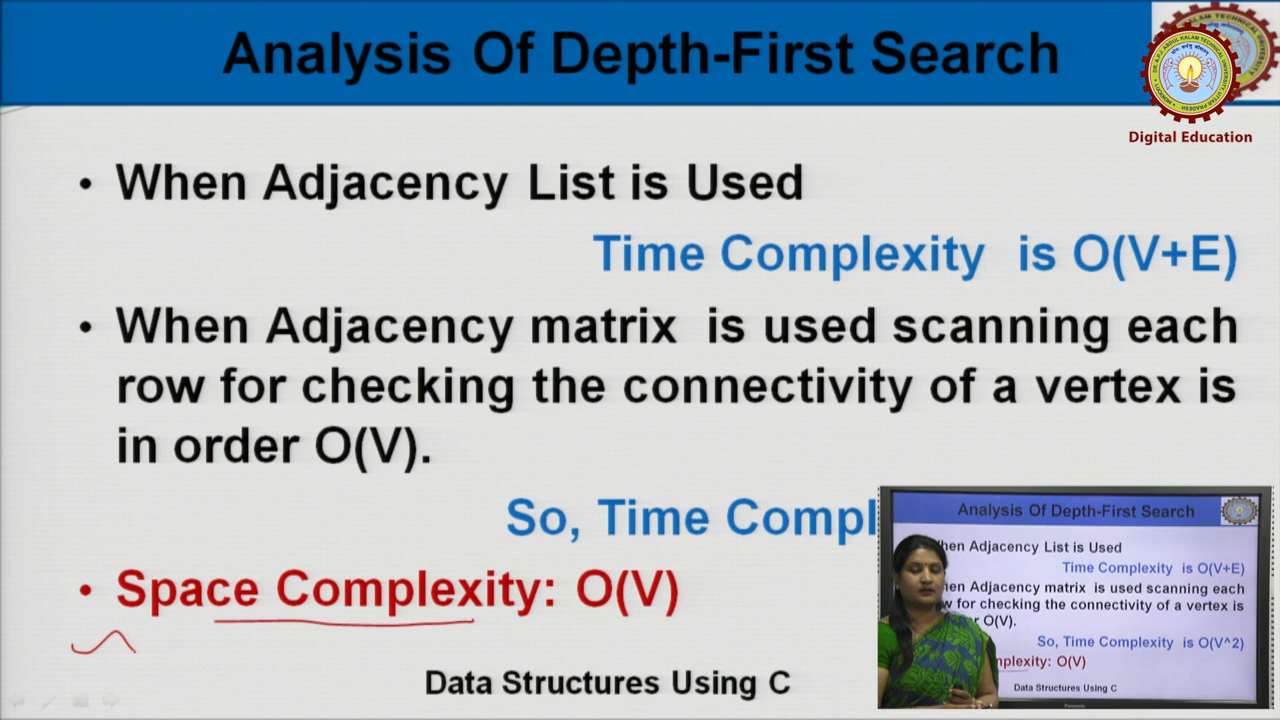 Analysis Of Depth-First Search
Digital Education
• When Adjacency List is Used
Time Complexity is O(V+E)
• When Adjacency matrix is used scanning each
row for checking the connectivity of a vertex is
in order O(V).
So, Time Compl
• Space Complexity: O(V)
Data Structures Using C
Analysis Of Depth-First Search
hen Adjacency List is Used
Time Complexity is O(V+E)
en Adjacency matrix is used scanning each
w for checking the connectivity of a vertex is
r O(V).
So, Time Complexity is O(V^2)
mplexity: O(V)
Data Structures Using C